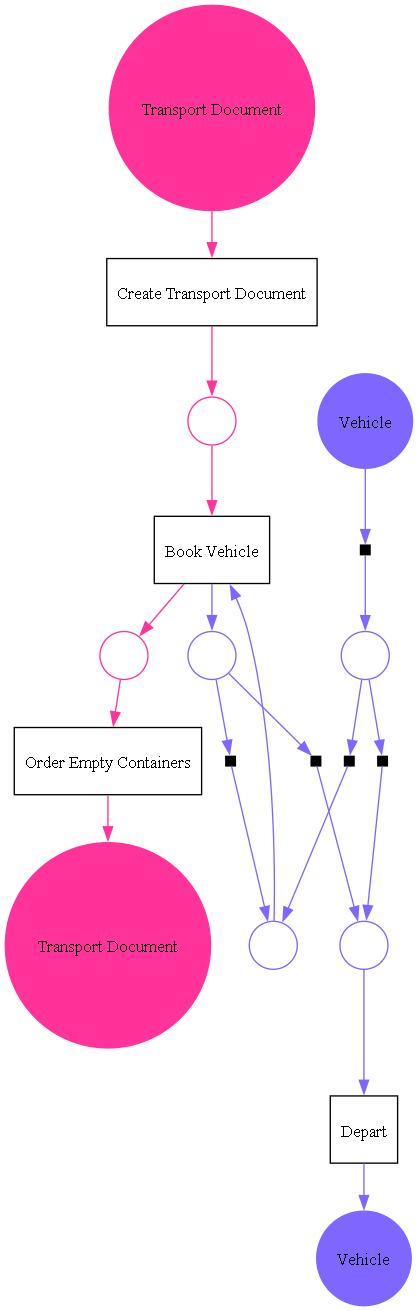 Transport Document
Create Transport Document
Vehicle
Book Vehicle
Order Empty Containers
Transport Document
Depart
Vehicle